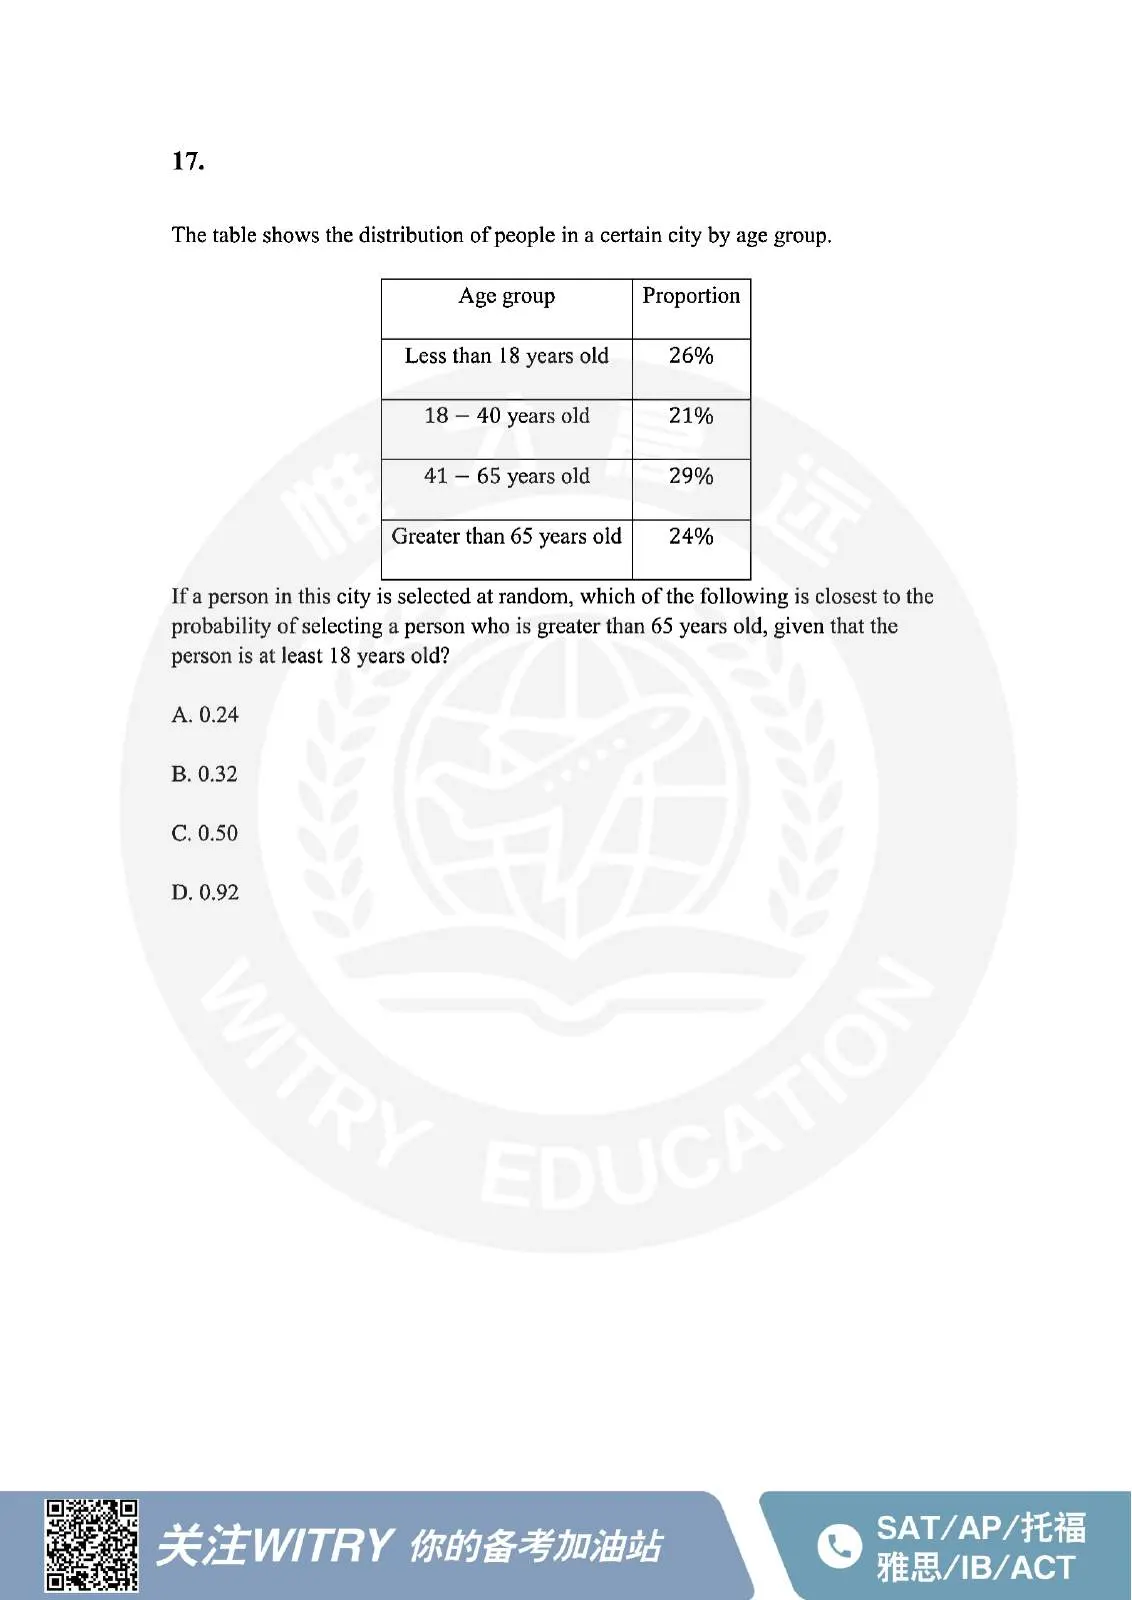 17.
The table shows the distribution of people in a certain city by age group.
Age group Proportion
Less than 18 years old 26%
18 – 40 years old 21%
41 – 65 years old 29%
Greater than 65 years old 24%
If a person in this city is selected at random, which of the following is closest to the
probability of selecting a person who is greater than 65 years old, given that the
person is at least 18 years old?
A. 0.24
B. 0.32
C. 0.50
D. 0.92
WITRY EDUCATION
关注WITRY 你的备考加油站
SAT/AP/托福
雅思/IB/ACT